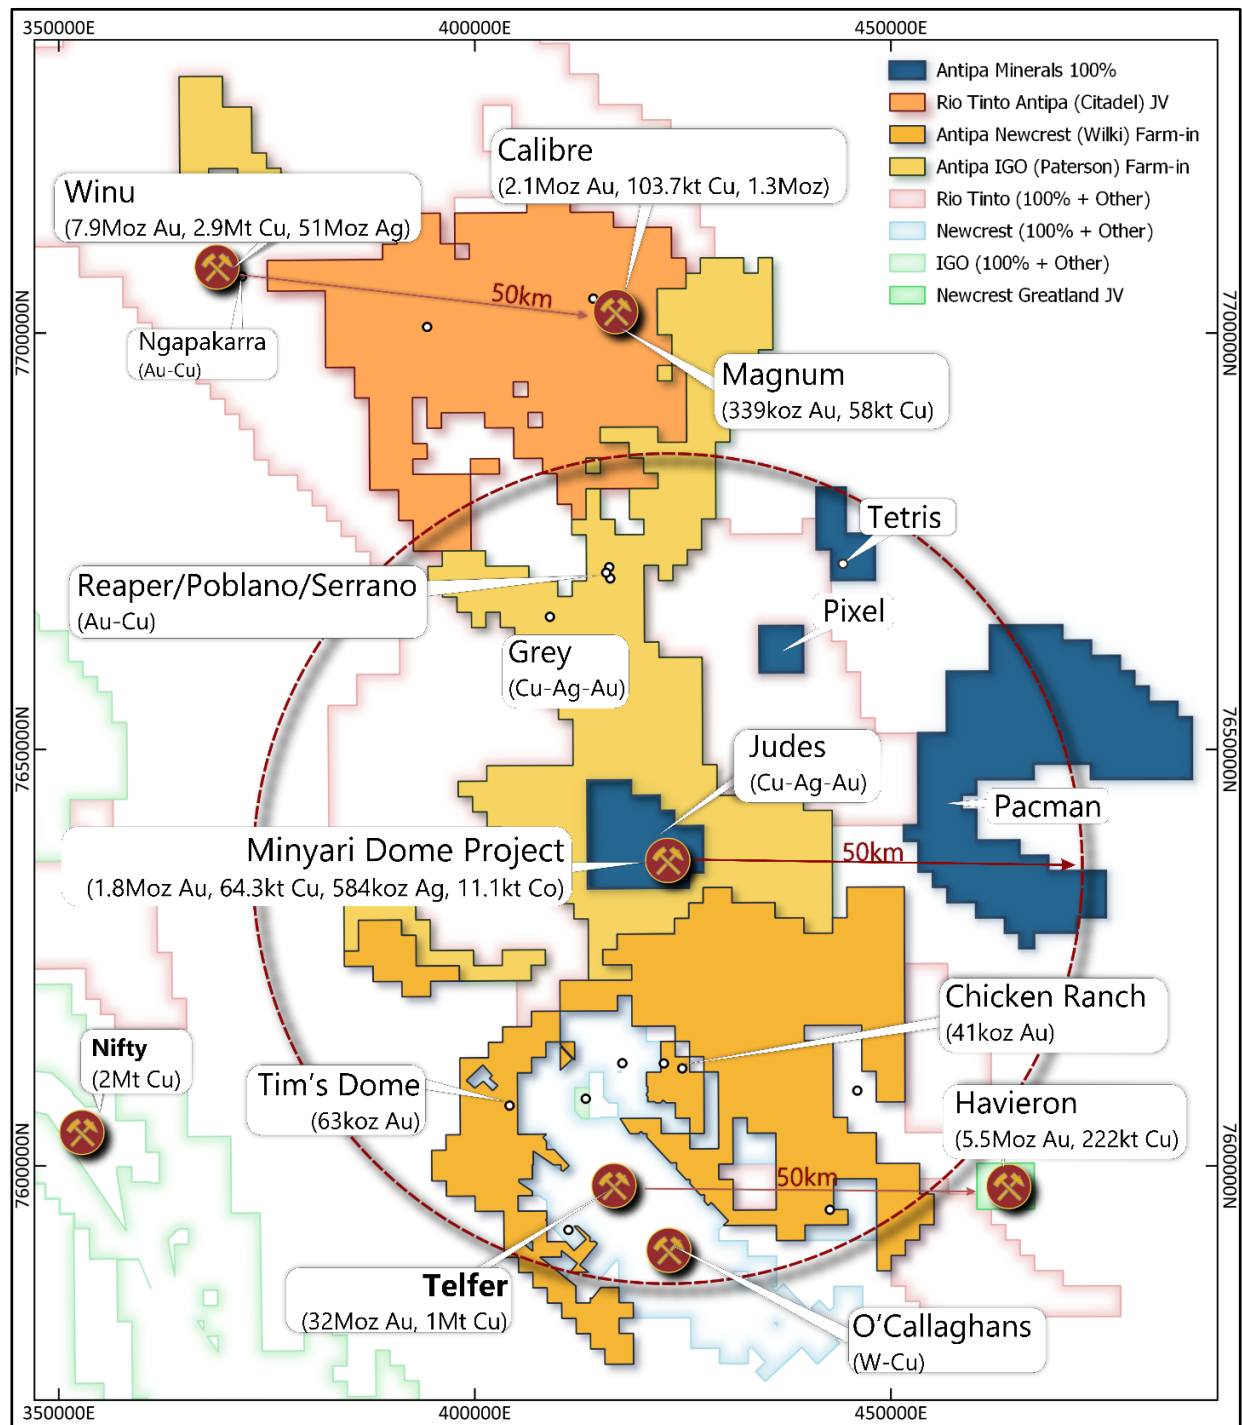 350000E
400000E
450000E
Antipa Minerals 100%
Rio Tinto Antipa (Citadel) JV
Antipa Newcrest (Wilki) Farm-in
Antipa IGO (Paterson) Farm-in
Rio Tinto (100% + Other)
Newcrest (100% + Other)
IGO (100% + Other)
Newcrest Greatland JV
Calibre
(2.1Moz Au, 103.7kt Cu, 1.3Moz)
Winu
(7.9Moz Au, 2.9Mt Cu, 51Moz Ag)
50km
7700000N
7700000N
Ngapakarra
(Au-Cu)
Magnum
(339koz Au, 58kt Cu)
Tetris
Reaper/Poblano/Serrano
(Au-Cu)
Pixel
Grey
(Cu-Ag-Au)
7650000N
7650000N
Judes
(Cu-Ag-Au)
Pacman
Minyari Dome Project
(1.8Moz Au, 64.3kt Cu, 584koz Ag, 11.1kt Co)
50km
Chicken Ranch
(41koz Au)
Nifty
(2Mt Cu)
Tim's Dome
(63koz Au)
Havieron
(5.5Moz Au, 222kt Cu)
7600000N
7600000N
50km
Telfer
(32Moz Au, 1Mt Cu)
O'Callaghans
(W-Cu)
350000E
400000E
450000E